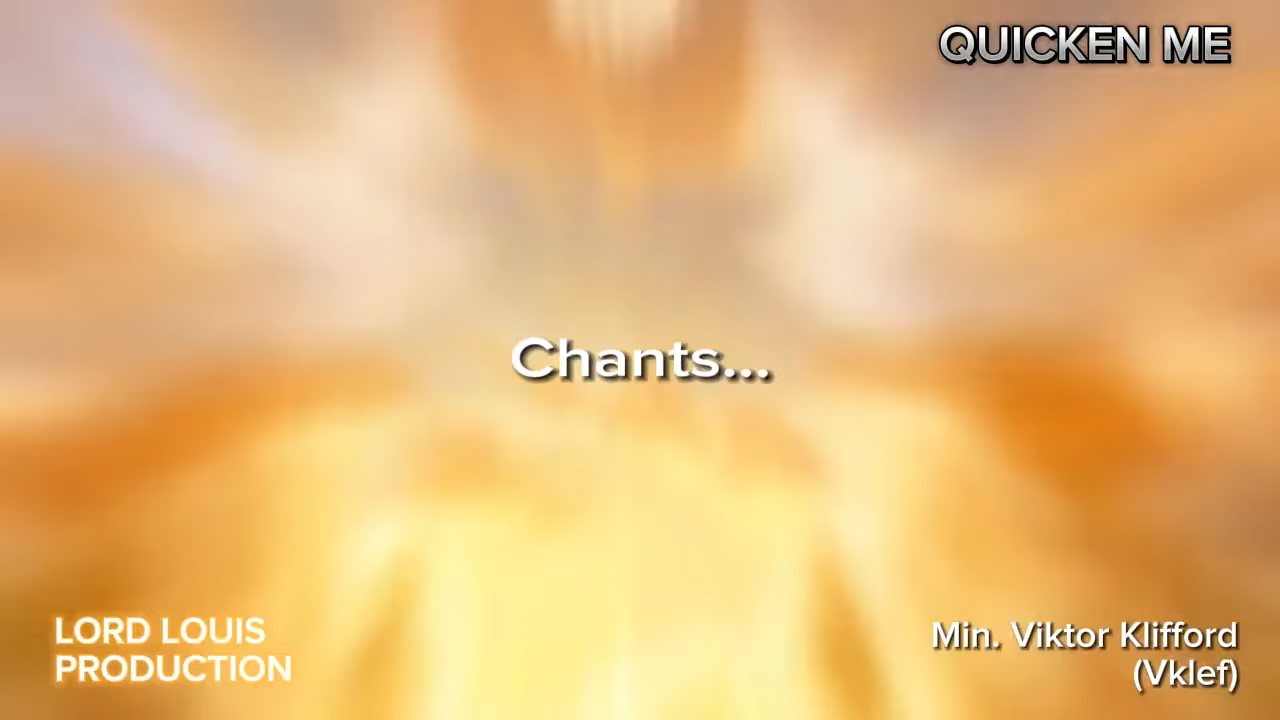 QUICKEN ME
Chants...
LORD LOUIS
PRODUCTION
Min. Viktor Klifford
(Vklef)